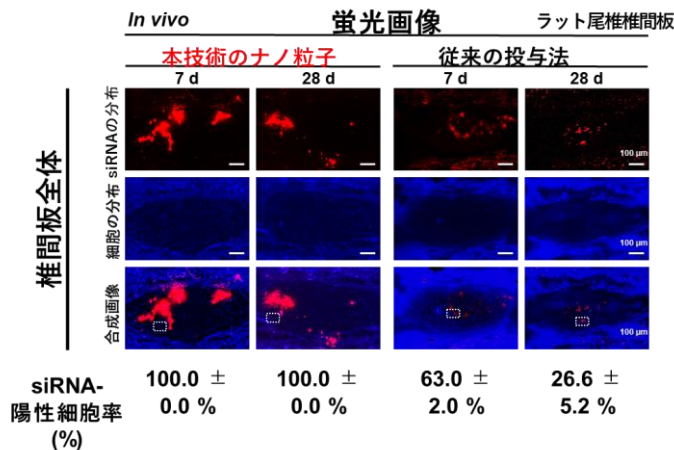 In vivo 蛍光画像 ラット尾椎椎間板
本技術のナノ粒子 従来の投与法
7 d 28 d 7 d 28 d
椎間板全体
siRNAの分布
100 μm
細胞の分布
100 μm
合成画像
100 μm
siRNA-
陽性細胞率
(%)
100.0 ±
0.0 %
100.0 ±
0.0 %
63.0 ±
2.0 %
26.6 ±
5.2 %